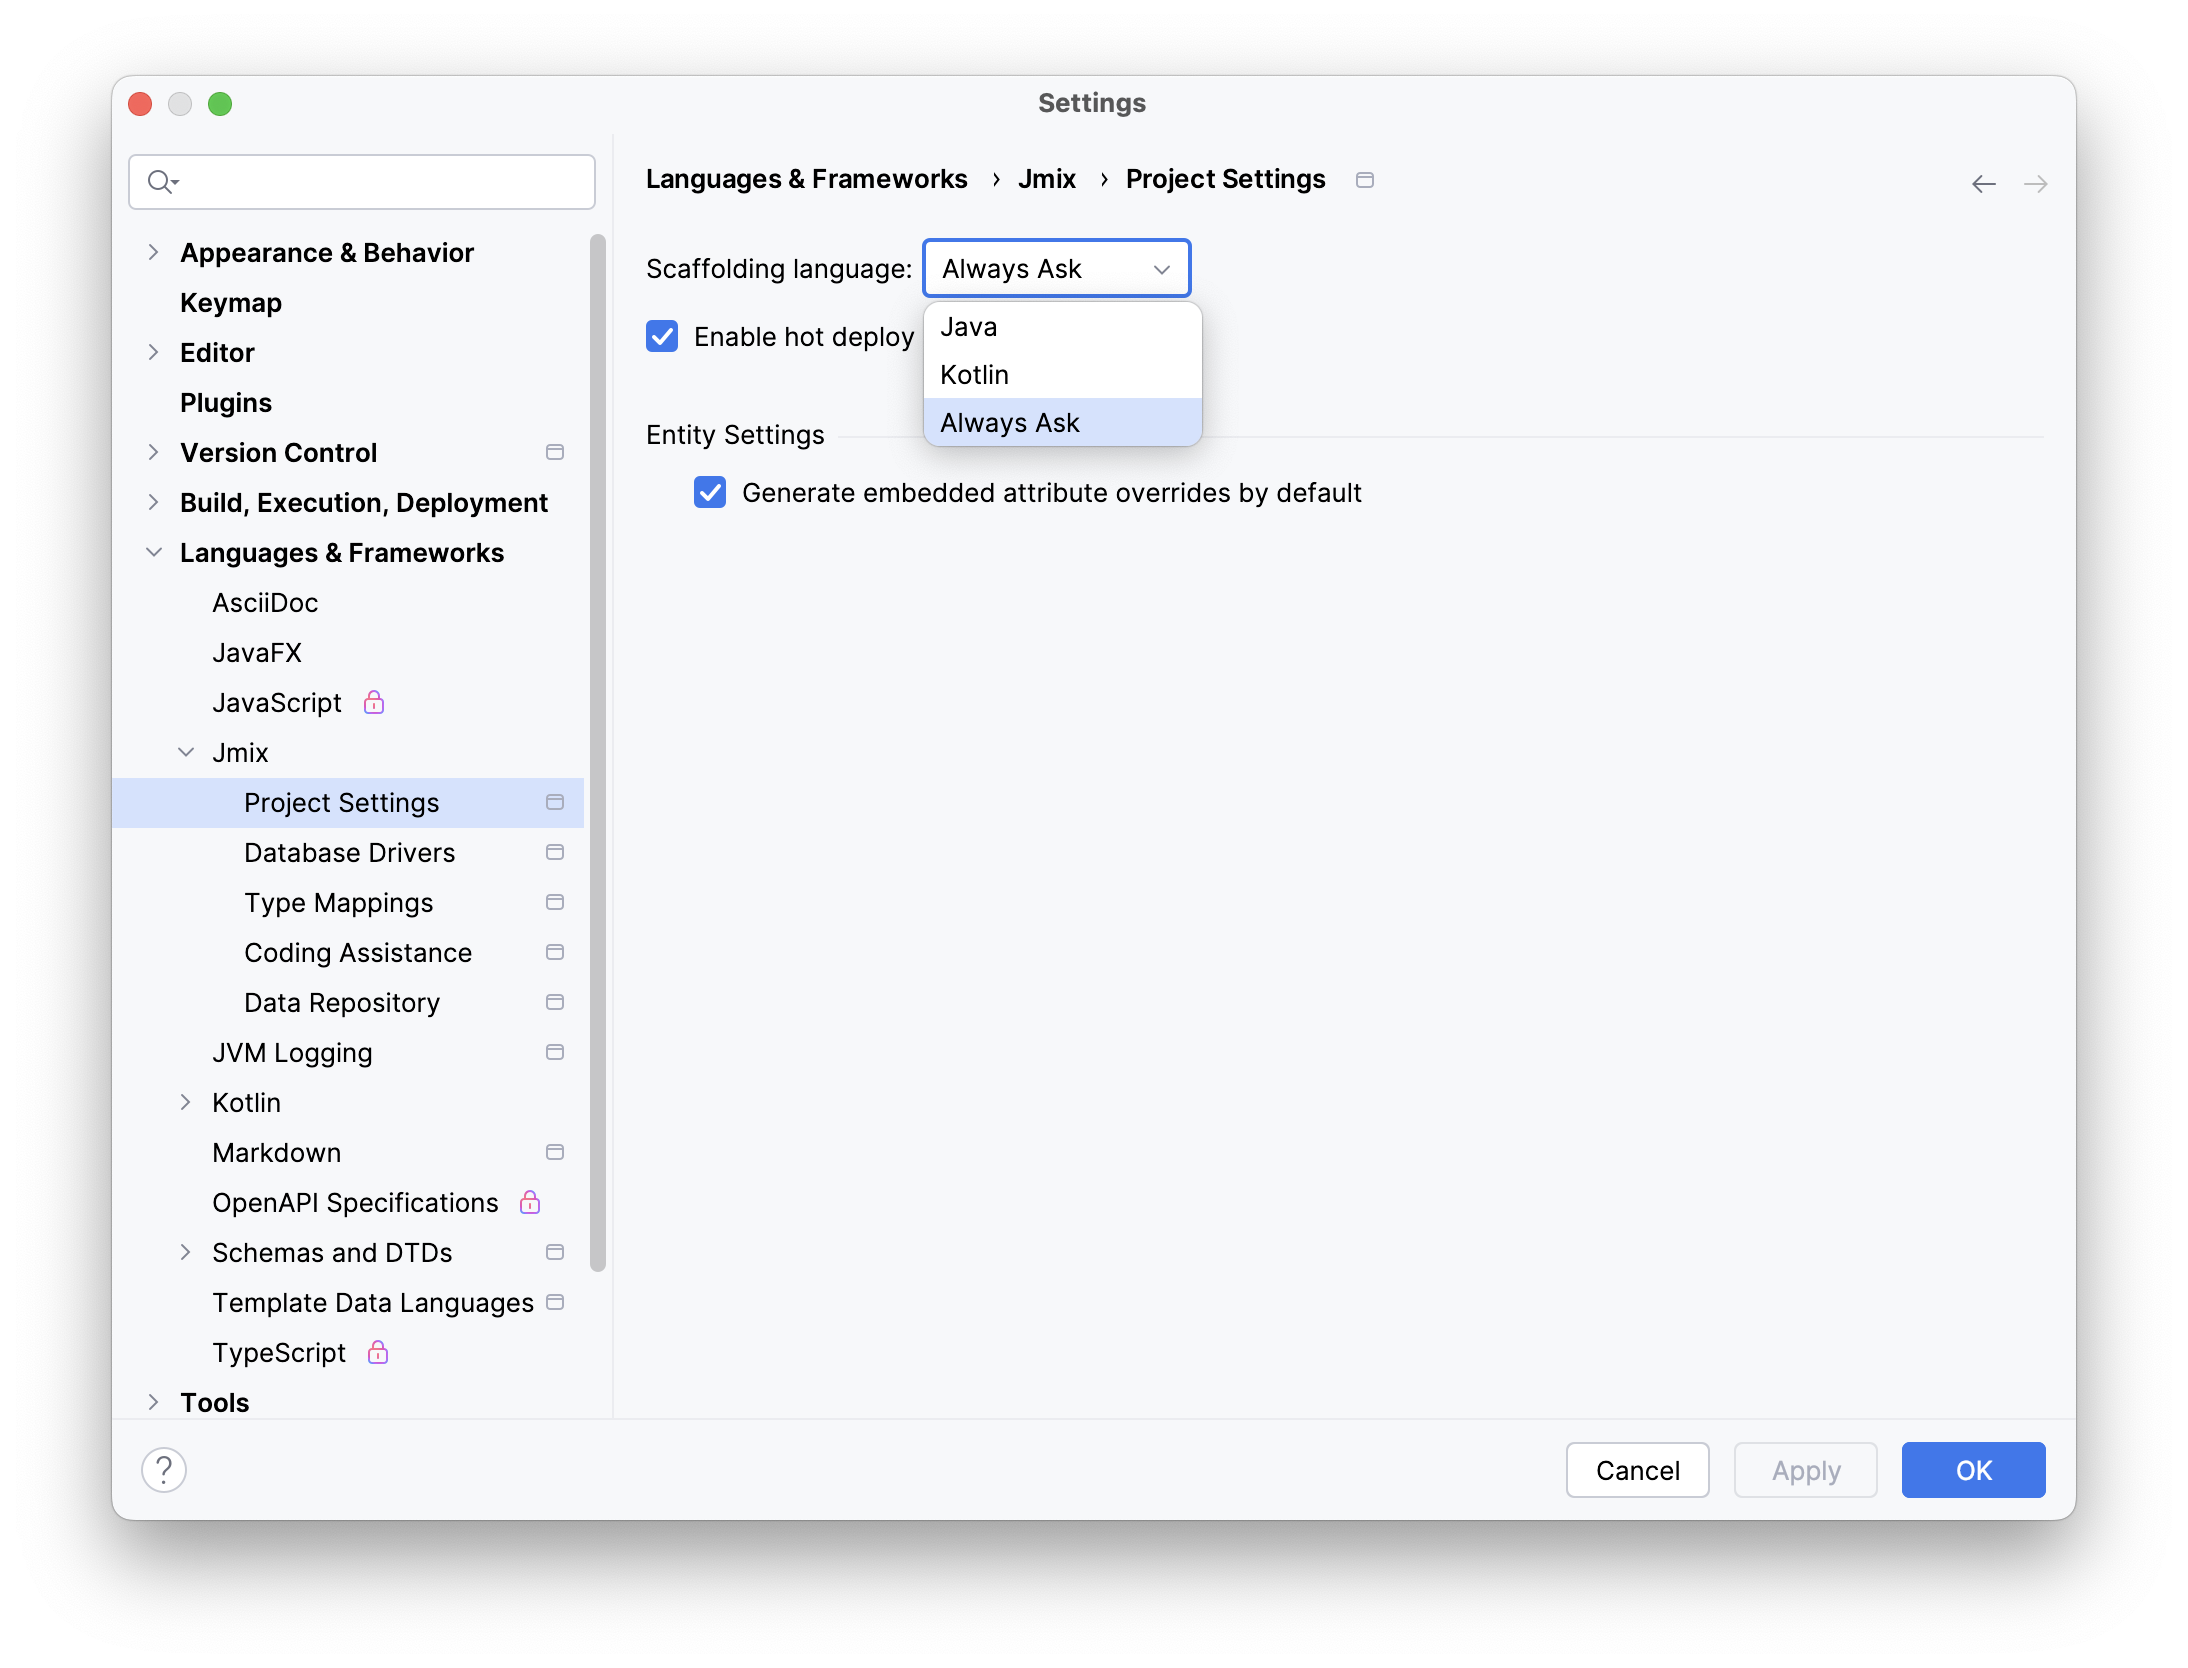 Settings
Appearance & Behavior
Keymap
Editor
Plugins
Version Control
Build, Execution, Deployment
Languages & Frameworks
AsciiDoc
JavaFX
JavaScript
Jmix
Project Settings
Database Drivers
Type Mappings
Coding Assistance
Data Repository
JVM Logging
Kotlin
Markdown
OpenAPI Specifications
Schemas and DTDs
Template Data Languages
TypeScript
Tools
Languages & Frameworks › Jmix › Project Settings
Scaffolding language: Always Ask
Java
Kotlin
Always Ask
Enable hot deploy
Entity Settings
Generate embedded attribute overrides by default
?
Cancel
Apply
OK